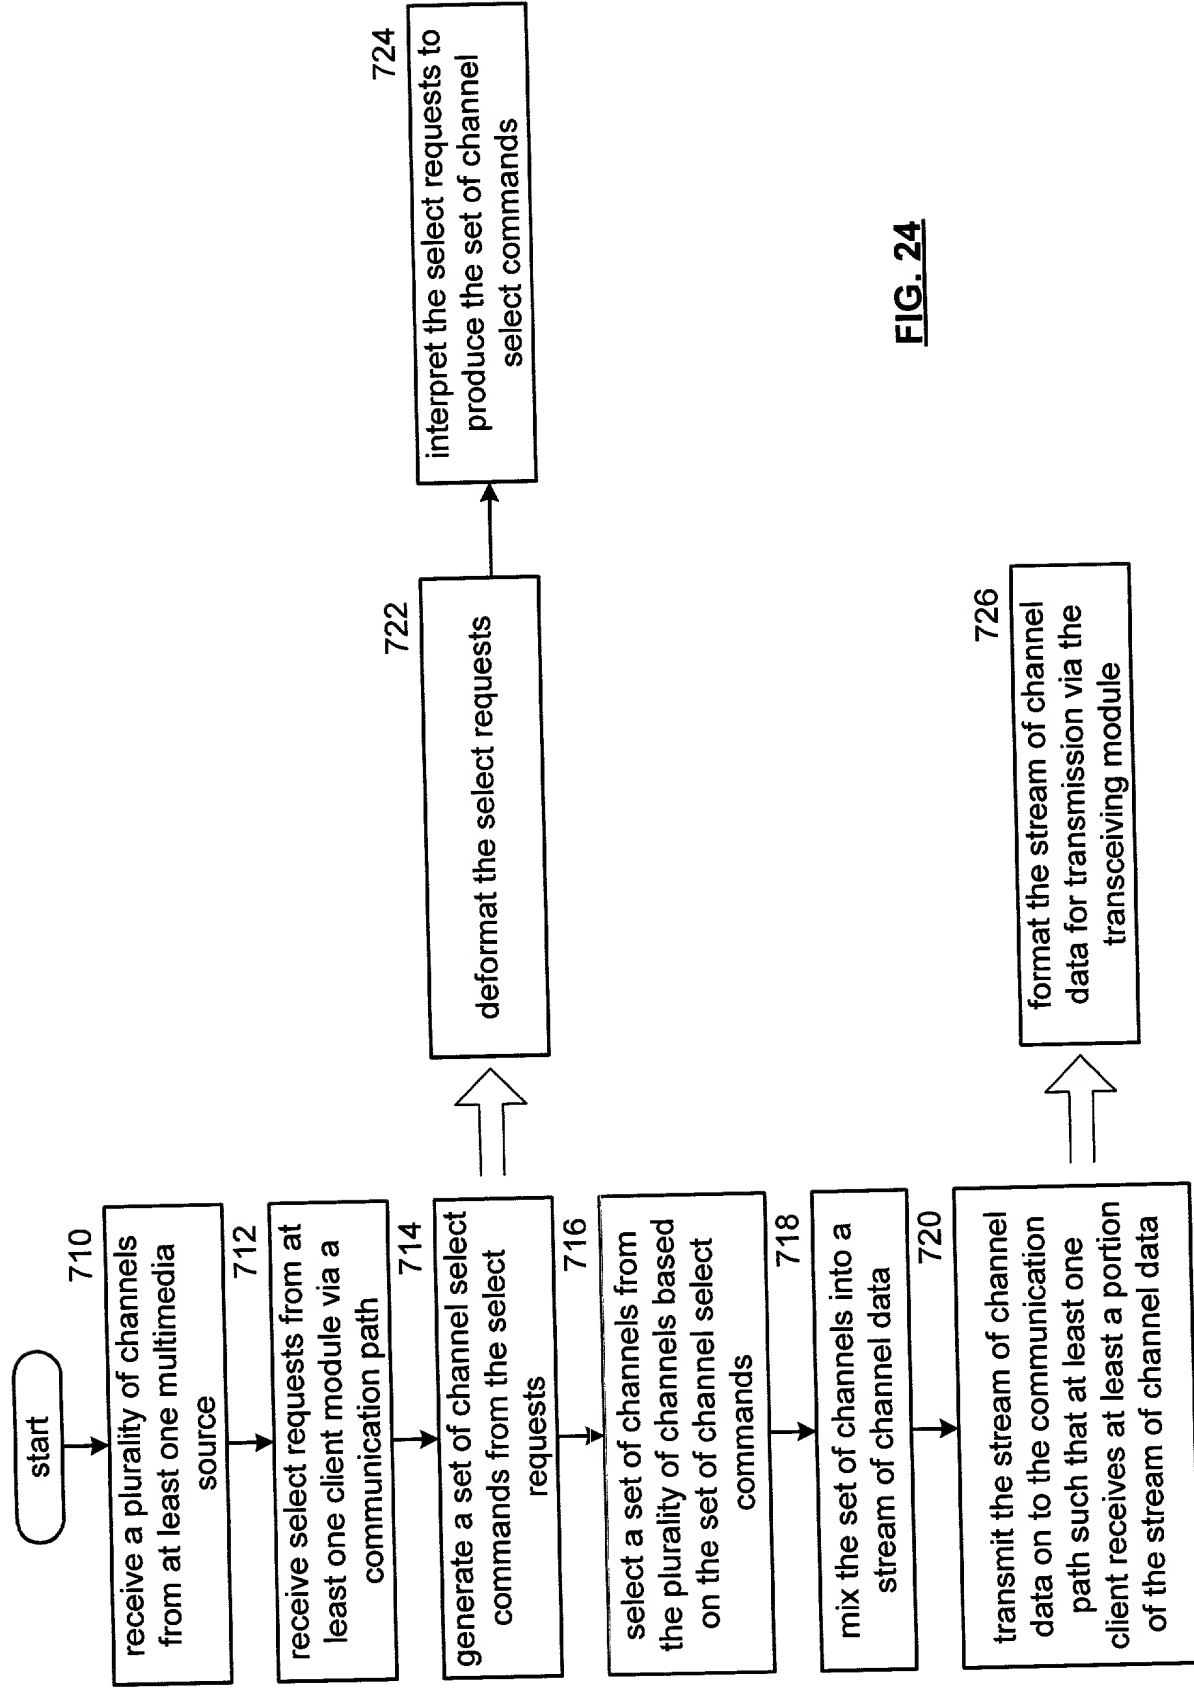 start
710
receive a plurality of channels
from at least one multimedia
source
712
receive select requests from at
least one client module via a
communication path
714
generate a set of channel select
commands from the select
requests
722
deformat the select requests
724
interpret the select requests to
produce the set of channel
select commands
716
select a set of channels from
the plurality of channels based
on the set of channel select
commands
718
mix the set of channels into a
stream of channel data
720
transmit the stream of channel
data on to the communication
path such that at least one
client receives at least a portion
of the stream of channel data
726
format the stream of channel
data for transmission via the
transceiving module
FIG. 24